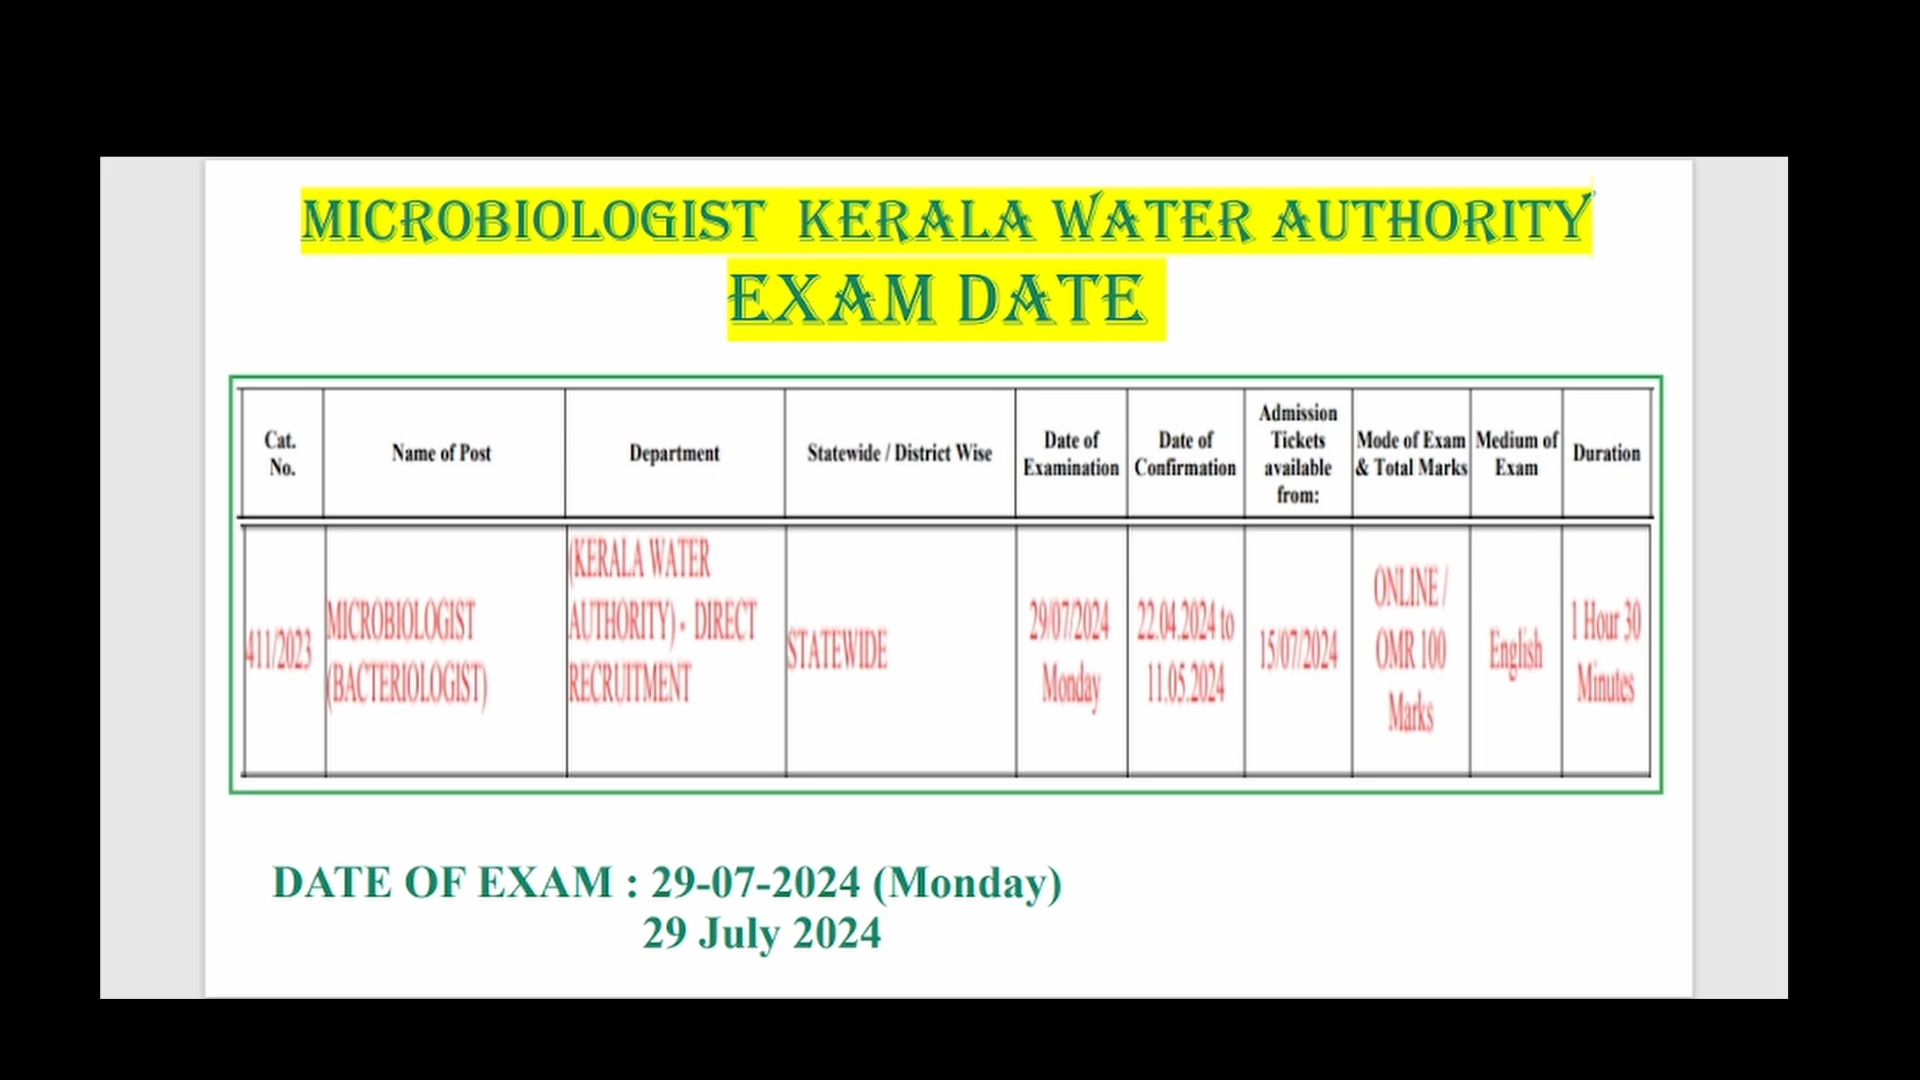 MICROBIOLOGIST KERALA WATER AUTHORITY
EXAM DATE
Cat. No.
Name of Post
Department
Statewide / District Wise
Date of Examination
Date of Confirmation
Admission Tickets available from:
Mode of Exam & Total Marks
Medium of Exam
Duration
411/2023
MICROBIOLOGIST (BACTERIOLOGIST)
(KERALA WATER AUTHORITY) - DIRECT RECRUITMENT
STATEWIDE
29/07/2024 Monday
22.04.2024 to 11.05.2024
15/07/2024
ONLINE / OMR 100 Marks
English
1 Hour 30 Minutes
DATE OF EXAM : 29-07-2024 (Monday)
29 July 2024